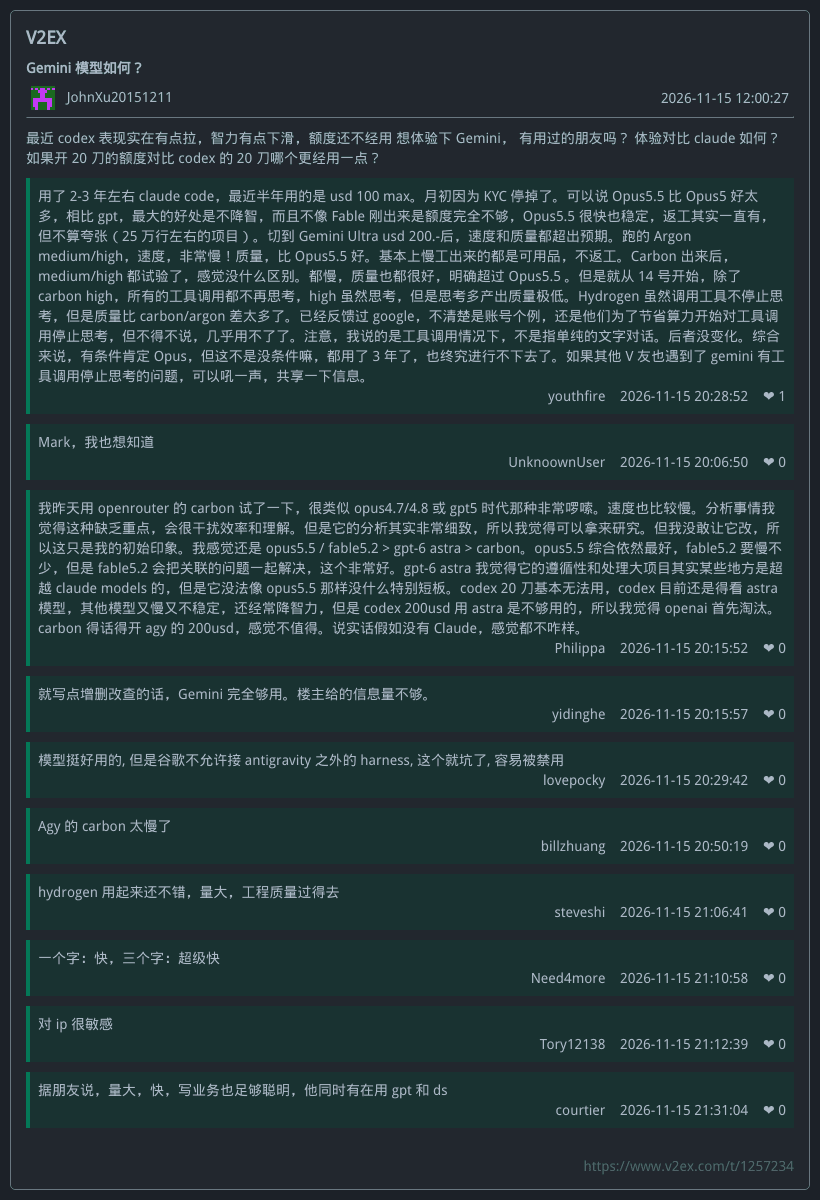 V2EX
Gemini 模型如何？
JohnXu20151211
2026-11-15 12:00:27
最近 codex 表现实在有点拉，智力有点下滑，额度还不经用 想体验下 Gemini， 有用过的朋友吗？ 体验对比 claude 如何？
如果开 20 刀的额度对比 codex 的 20 刀哪个更经用一点？
用了 2-3 年左右 claude code，最近半年用的是 usd 100 max。月初因为 KYC 停掉了。可以说 Opus5.5 比 Opus5 好太
多，相比 gpt，最大的好处是不降智，而且不像 Fable 刚出来是额度完全不够，Opus5.5 很快也稳定，返工其实一直有，
但不算夸张（25 万行左右的项目）。切到 Gemini Ultra usd 200.-后，速度和质量都超出预期。跑的 Argon
medium/high，速度，非常慢！质量，比 Opus5.5 好。基本上慢工出来的都是可用品，不返工。Carbon 出来后，
medium/high 都试验了，感觉没什么区别。都慢，质量也都很好，明确超过 Opus5.5 。但是就从 14 号开始，除了
carbon high，所有的工具调用都不再思考，high 虽然思考，但是思考多产出质量极低。Hydrogen 虽然调用工具不停止思
考，但是质量比 carbon/argon 差太多了。已经反馈过 google，不清楚是账号个例，还是他们为了节省算力开始对工具调
用停止思考，但不得不说，几乎用不了了。注意，我说的是工具调用情况下，不是指单纯的文字对话。后者没变化。综合
来说，有条件肯定 Opus，但这不是没条件嘛，都用了 3 年了，也终究进行不下去了。如果其他 V 友也遇到了 gemini 有工
具调用停止思考的问题，可以吼一声，共享一下信息。
youthfire 2026-11-15 20:28:52 ❤ 1
Mark，我也想知道
UnknoownUser 2026-11-15 20:06:50 ❤ 0
我昨天用 openrouter 的 carbon 试了一下，很类似 opus4.7/4.8 或 gpt5 时代那种非常啰嗦。速度也比较慢。分析事情我
觉得这种缺乏重点，会很干扰效率和理解。但是它的分析其实非常细致，所以我觉得可以拿来研究。但我没敢让它改，所
以这只是我的初始印象。我感觉还是 opus5.5 / fable5.2 > gpt-6 astra > carbon。opus5.5 综合依然最好，fable5.2 要慢不
少，但是 fable5.2 会把关联的问题一起解决，这个非常好。gpt-6 astra 我觉得它的遵循性和处理大项目其实某些地方是超
越 claude models 的，但是它没法像 opus5.5 那样没什么特别短板。codex 20 刀基本无法用，codex 目前还是得看 astra
模型，其他模型又慢又不稳定，还经常降智力，但是 codex 200usd 用 astra 是不够用的，所以我觉得 openai 首先淘汰。
carbon 得话得开 agy 的 200usd，感觉不值得。说实话假如没有 Claude，感觉都不咋样。
Philippa 2026-11-15 20:15:52 ❤ 0
就写点增删改查的话，Gemini 完全够用。楼主给的信息量不够。
yidinghe 2026-11-15 20:15:57 ❤ 0
模型挺好用的, 但是谷歌不允许接 antigravity 之外的 harness, 这个就坑了, 容易被禁用
lovepocky 2026-11-15 20:29:42 ❤ 0
Agy 的 carbon 太慢了
billzhuang 2026-11-15 20:50:19 ❤ 0
hydrogen 用起来还不错，量大，工程质量过得去
steveshi 2026-11-15 21:06:41 ❤ 0
一个字：快，三个字：超级快
Need4more 2026-11-15 21:10:58 ❤ 0
对 ip 很敏感
Tory12138 2026-11-15 21:12:39 ❤ 0
据朋友说，量大，快，写业务也足够聪明，他同时有在用 gpt 和 ds
courtier 2026-11-15 21:31:04 ❤ 0
https://www.v2ex.com/t/1257234